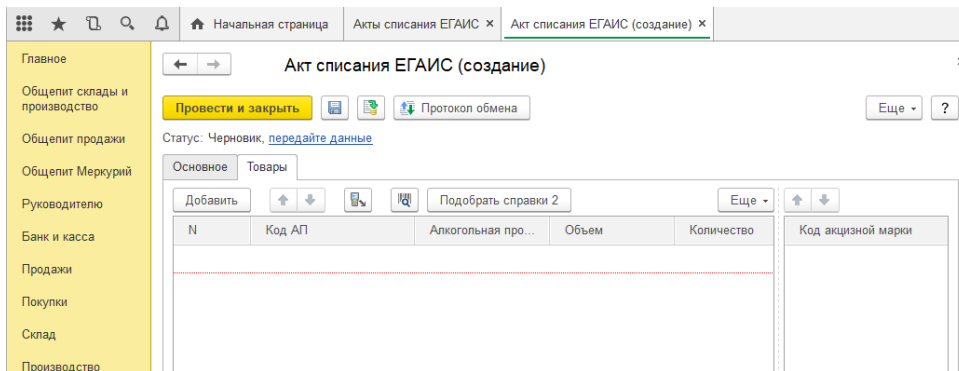 Начальная страница
Акты списания ЕГАИС ×
Акт списания ЕГАИС (создание) ×
Главное
Общепит склады и
производство
Общепит продажи
Общепит Меркурий
Руководителю
Банк и касса
Продажи
Покупки
Склад
Производство
Акт списания ЕГАИС (создание)
Провести и закрыть
Протокол обмена
Еще
?
Статус: Черновик, передайте данные
Основное
Товары
Добавить
Подобрать справки 2
Еще
N
Код АП
Алкогольная про...
Объем
Количество
Код акцизной марки